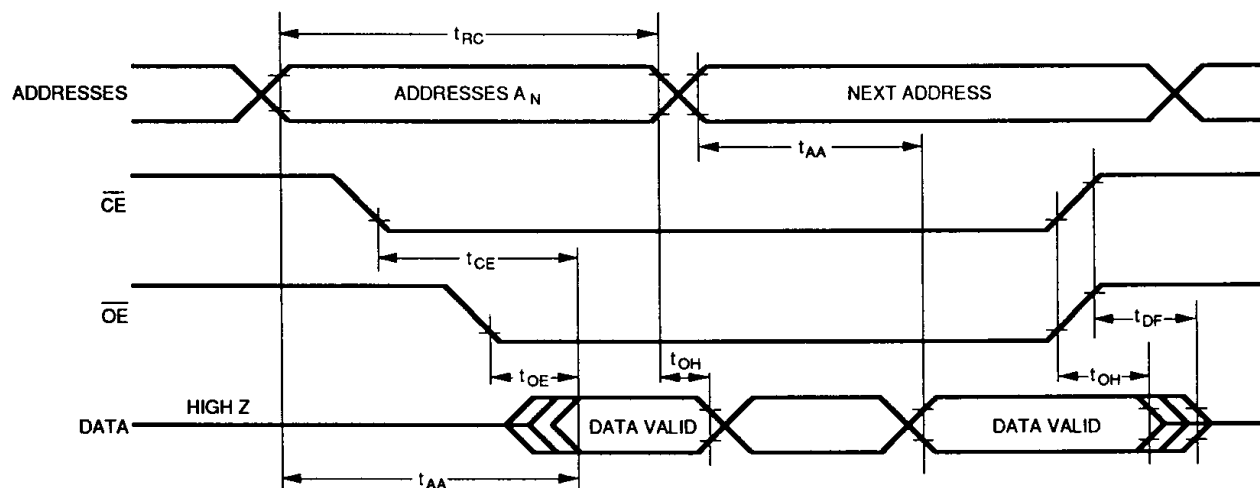 tRC
ADDRESSES
ADDRESSES AN
NEXT ADDRESS
tAA
CE
tCE
OE
tDF
tOE
tOH
tOH
HIGH Z
DATA
DATA VALID
DATA VALID
tAA